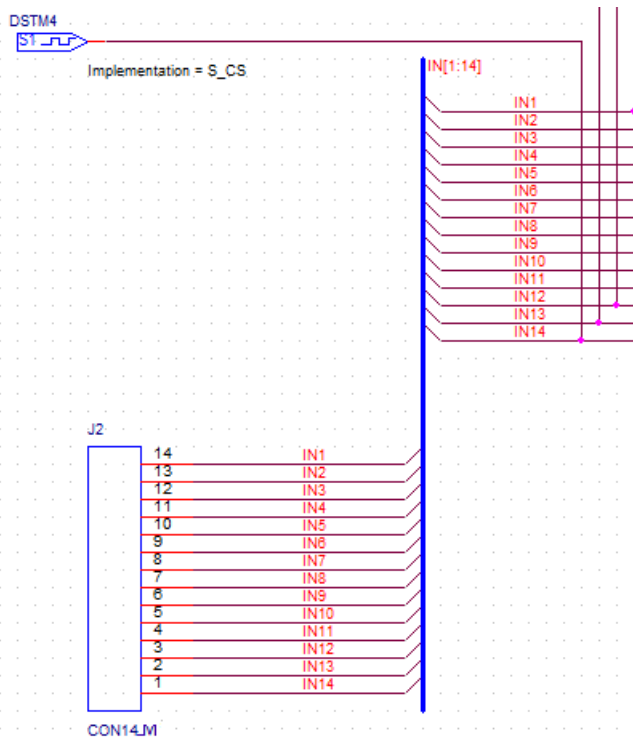 DSTM4
S1
Implementation = S_CS
IN[1:14]
IN1
IN2
IN3
IN4
IN5
IN6
IN7
IN8
IN9
IN10
IN11
IN12
IN13
IN14
J2
14 IN1
13 IN2
12 IN3
11 IN4
10 IN5
9 IN6
8 IN7
7 IN8
6 IN9
5 IN10
4 IN11
3 IN12
2 IN13
1 IN14
CON14_M